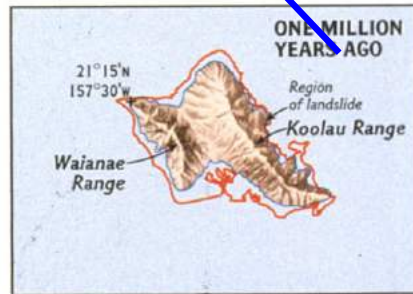 ONE MILLION
YEARS AGO
21°15'N
157°30'W
Region
of landslide
Koolau Range
Waianae
Range